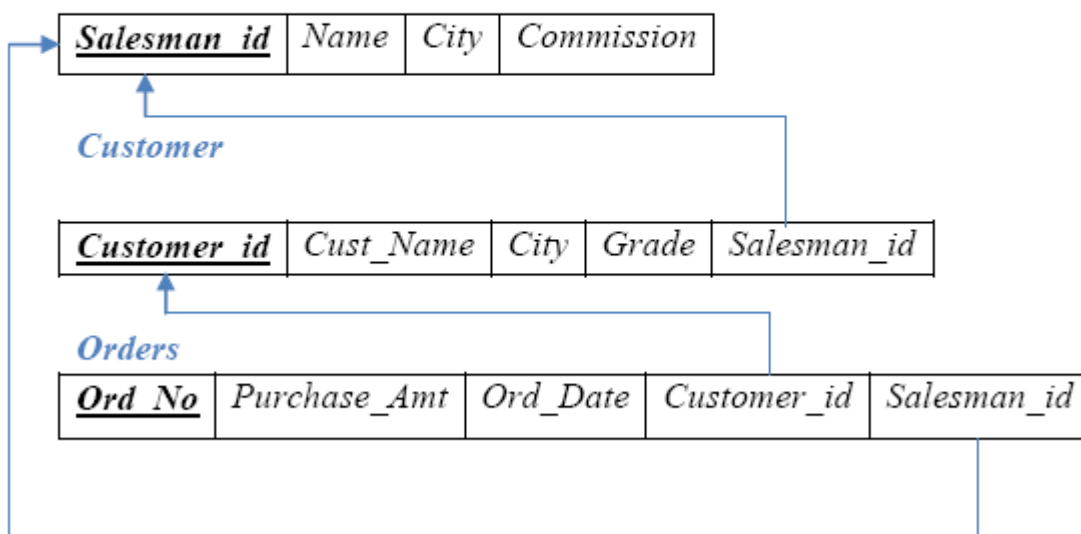 Salesman_id Name City Commission
Customer
Customer_id Cust_Name City Grade Salesman_id
Orders
Ord_No Purchase_Amt Ord_Date Customer_id Salesman_id